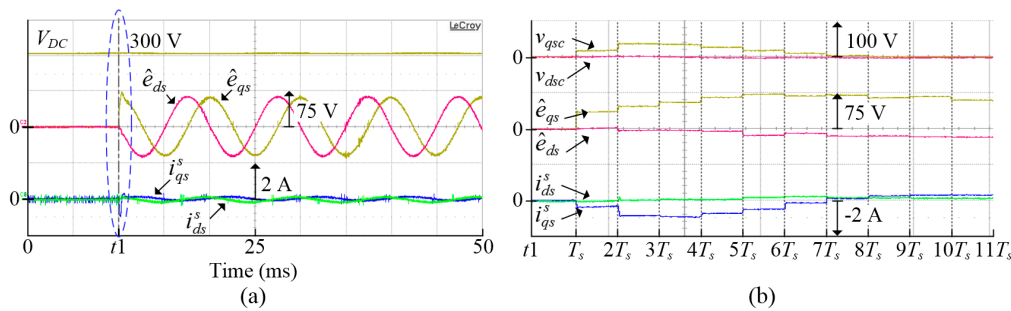 (a)
LeCroy
V_DC
300 V
ê_ds
ê_qs
75 V
0
C3
i^s_qs
2 A
i^s_ds
0
0 t1 25 50
Time (ms)
(b)
v_qsc
100 V
0
v_dsc
ê_qs
75 V
0
ê_ds
i^s_ds
0
i^s_qs
-2 A
t1 T_s 2T_s 3T_s 4T_s 5T_s 6T_s 7T_s 8T_s 9T_s 10T_s 11T_s
(a) (b)